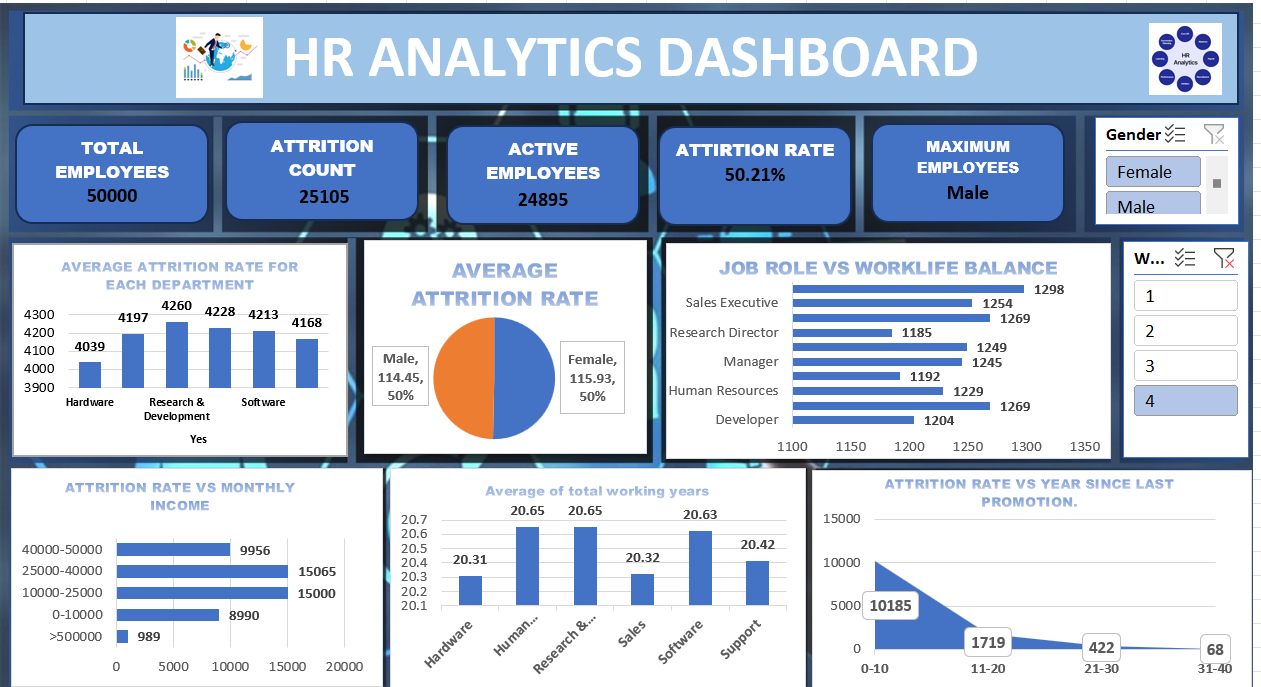 HR ANALYTICS DASHBOARD
HR
Analytics
TOTAL
EMPLOYEES
50000
ATTRITION
COUNT
25105
ACTIVE
EMPLOYEES
24895
ATTIRTION RATE
50.21%
MAXIMUM
EMPLOYEES
Male
Gender
Female
Male
AVERAGE ATTRITION RATE FOR
EACH DEPARTMENT
4300
4200
4100
4000
3900
4039
4197
4260
4228
4213
4168
Hardware
Research &
Development
Software
Yes
AVERAGE
ATTRITION RATE
Male,
114.45,
50%
Female,
115.93,
50%
JOB ROLE VS WORKLIFE BALANCE
1298
Sales Executive 1254
1269
Research Director 1185
1249
Manager 1245
1192
Human Resources 1229
1269
Developer 1204
1100 1150 1200 1250 1300 1350
W...
1
2
3
4
ATTRITION RATE VS MONTHLY
INCOME
40000-50000 9956
25000-40000 15065
10000-25000 15000
0-10000 8990
>500000 989
0 5000 10000 15000 20000
Average of total working years
20.7
20.6
20.5
20.4
20.3
20.2
20.1
20.31
20.65
20.65
20.32
20.63
20.42
Hardware
Human...
Research &...
Sales
Software
Support
ATTRITION RATE VS YEAR SINCE LAST
PROMOTION.
15000
10000
5000
0
10185
1719
422
68
0-10 11-20 21-30 31-40